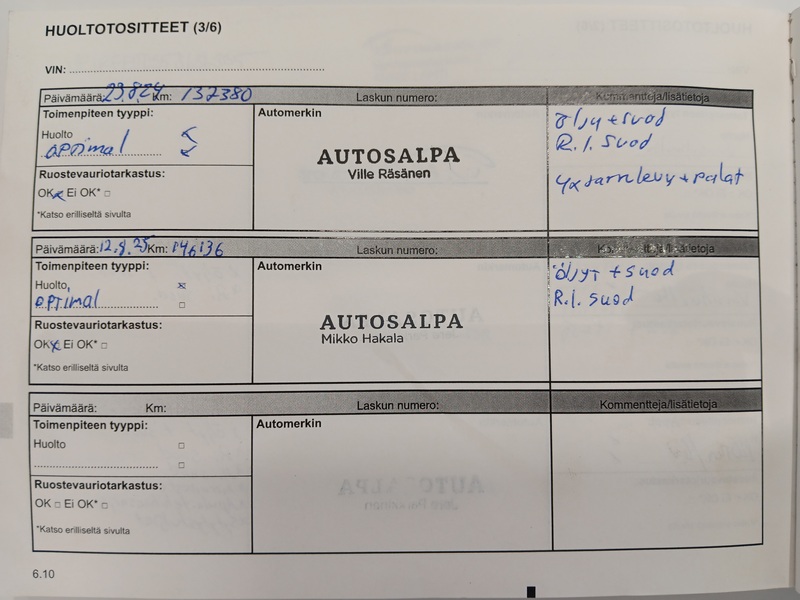 HUOLTOTOSITTEET (3/6)
VIN:
Päivämäärä: 23.8.24 Km: 137380 Laskun numero: Kommentteja/lisätietoja
Toimenpiteen tyyppi: Automerkin öljy + suod
Huolto R.I. suod
OPTImal
AUTOSALPA
Ville Räsänen
Ruostevauriotarkastus: 4x jarrulevy + palat
OK Ei OK*
*Katso erilliseltä sivulta
Päivämäärä: 12.8.25 Km: 146136 Laskun numero: Kommentteja/lisätietoja
Toimenpiteen tyyppi: Automerkin öljyt + suod
Huolto
OPTImal R.I. suod
AUTOSALPA
Ruostevauriotarkastus: Mikko Hakala
OK Ei OK*
*Katso erilliseltä sivulta
Päivämäärä: Km: Laskun numero: Kommentteja/lisätietoja
Toimenpiteen tyyppi: Automerkin
Huolto
Ruostevauriotarkastus:
OK Ei OK*
*Katso erilliseltä sivulta
6.10